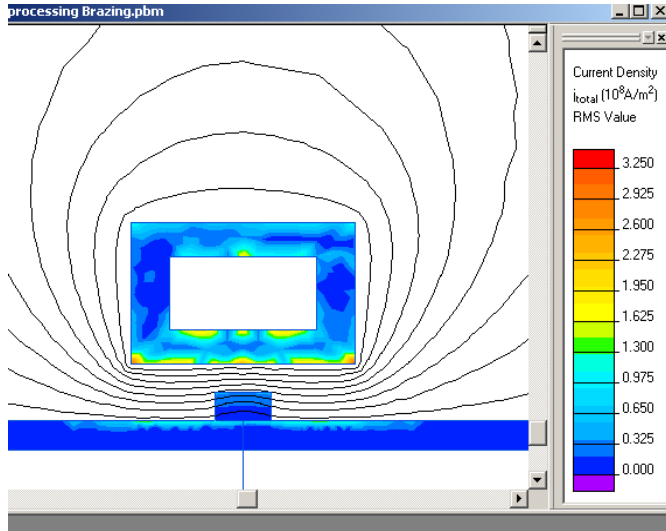 processing Brazing.pbm
Current Density
i total (10⁸A/m²)
RMS Value
3.250
2.925
2.600
2.275
1.950
1.625
1.300
0.975
0.650
0.325
0.000